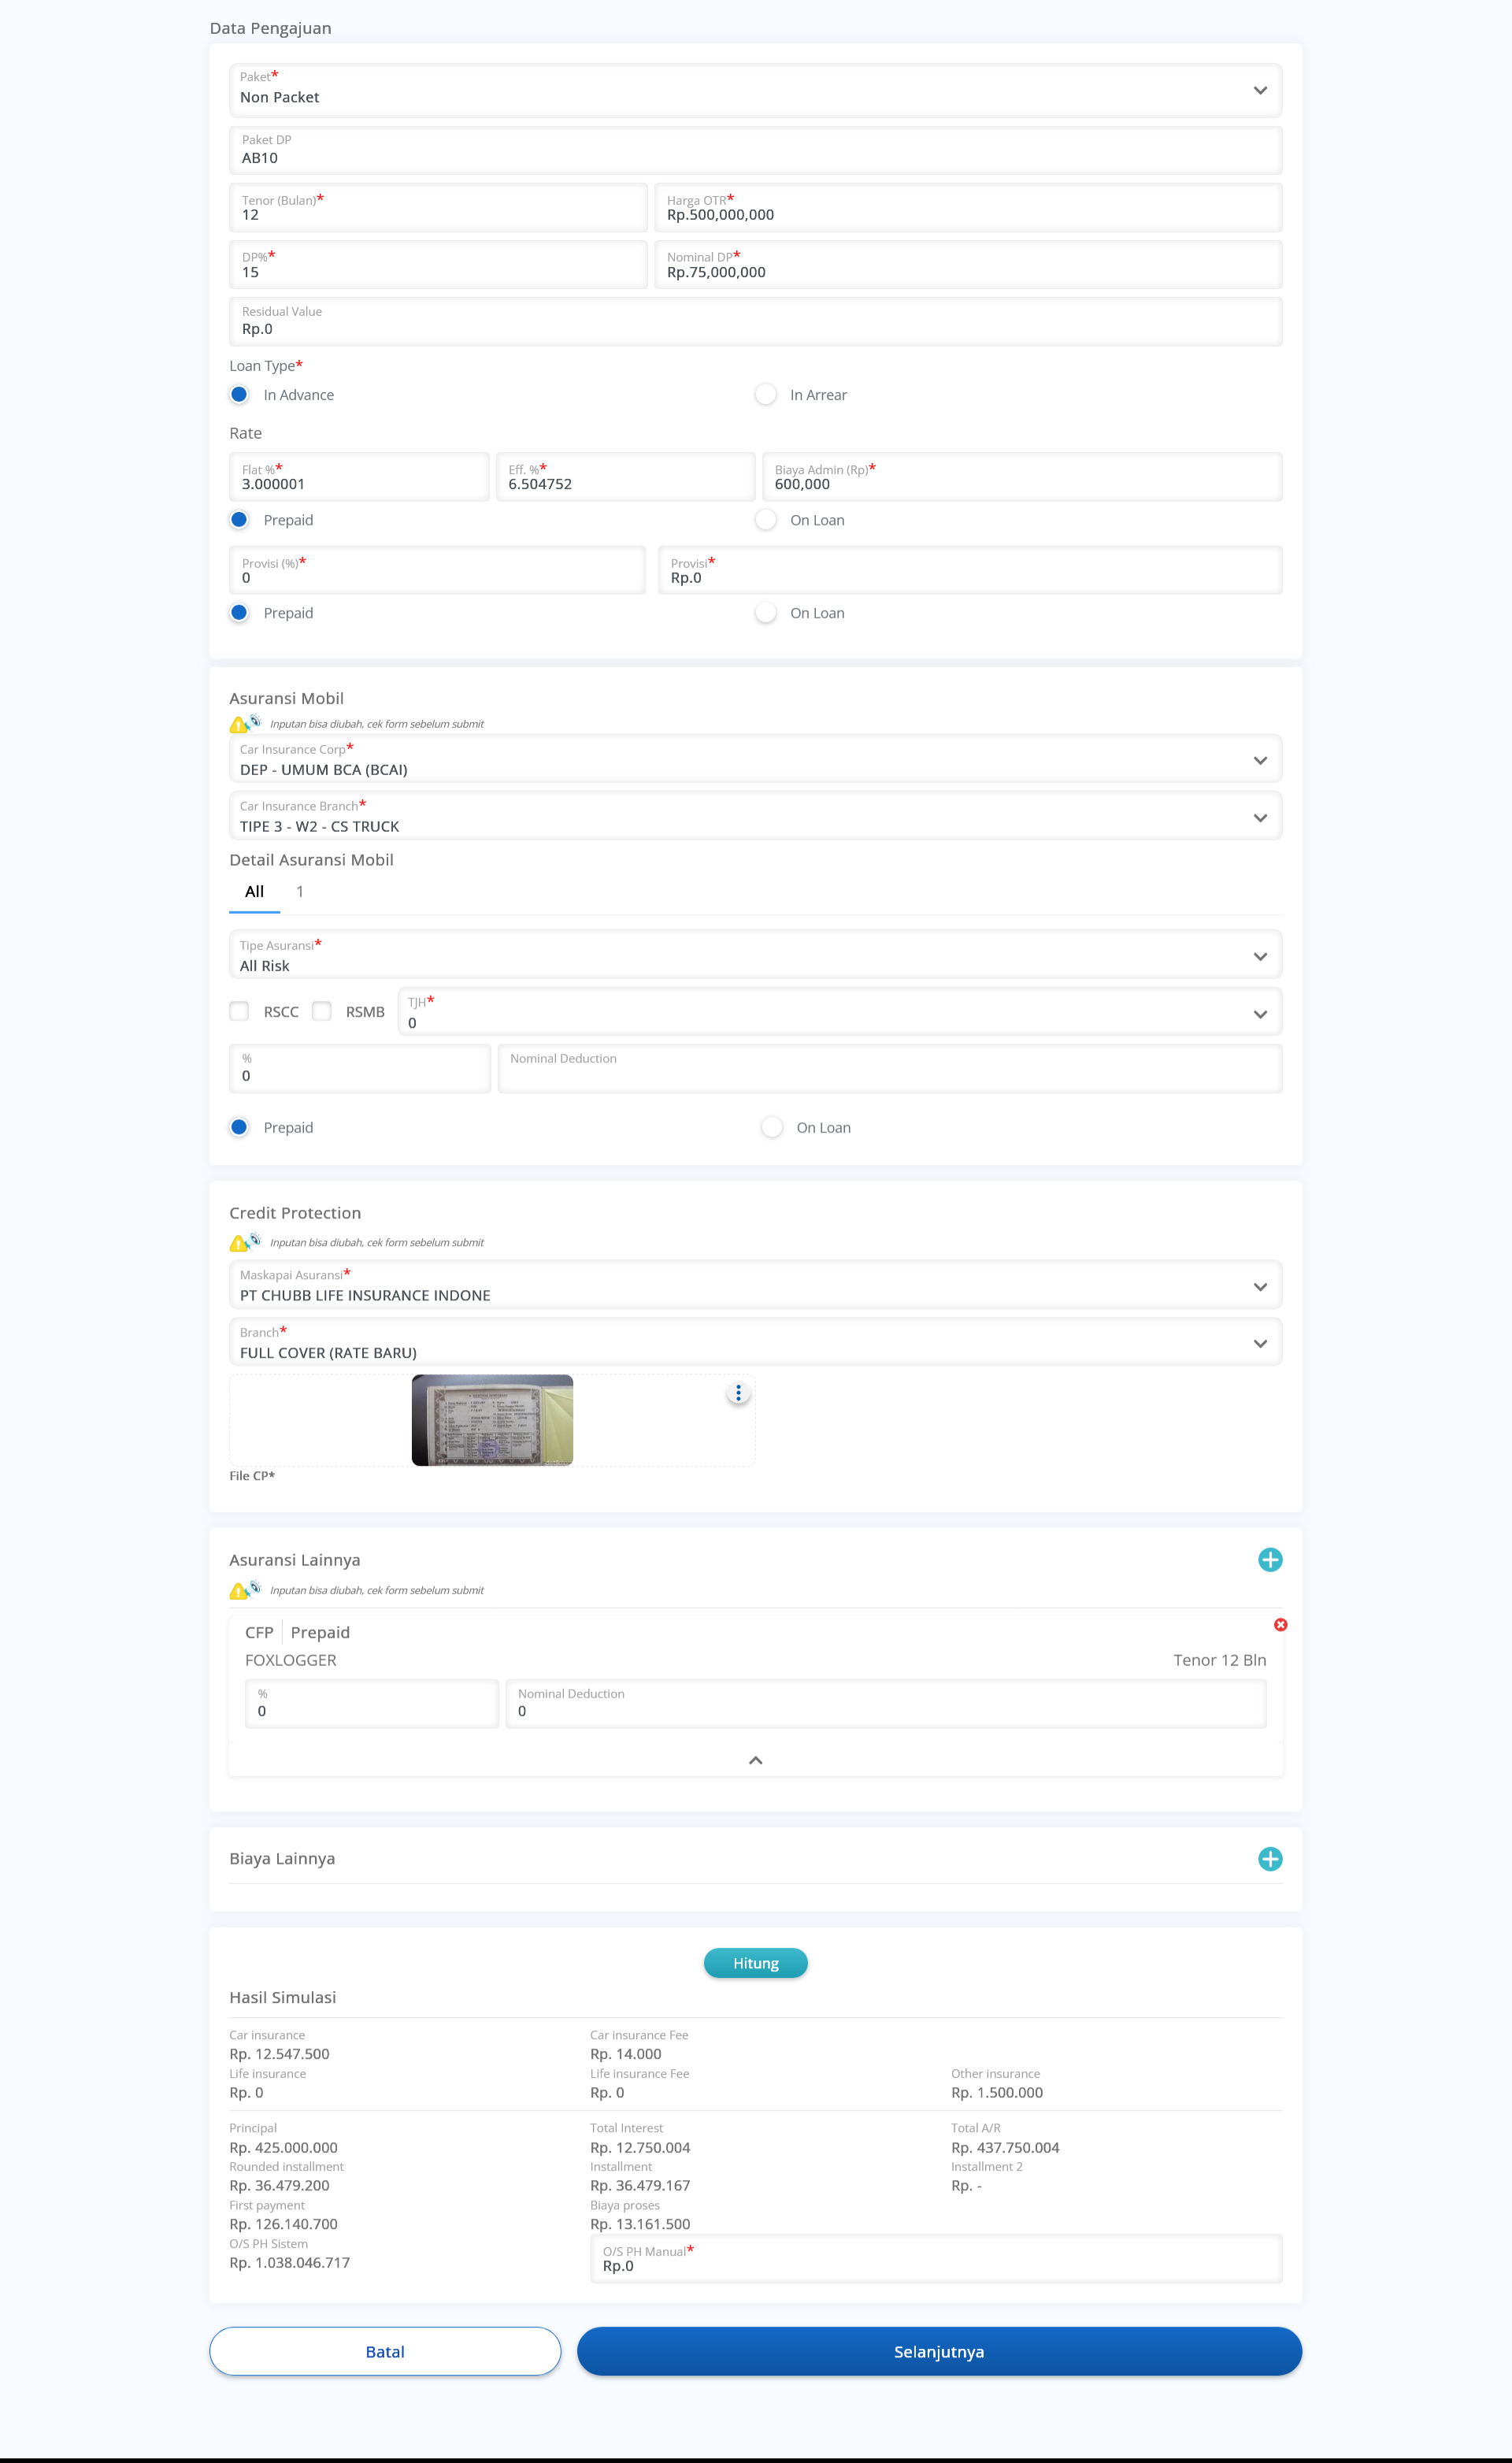 Data Pengajuan
Paket*
Non Packet
Paket DP
AB10
Tenor (Bulan)*
12
Harga OTR*
Rp.500,000,000
DP%*
15
Nominal DP*
Rp.75,000,000
Residual Value
Rp.0
Loan Type*
In Advance
In Arrear
Rate
Flat %*
3.000001
Eff. %*
6.504752
Biaya Admin (Rp)*
600,000
Prepaid
On Loan
Provisi (%)*
0
Provisi*
Rp.0
Prepaid
On Loan
Asuransi Mobil
Inputan bisa diubah, cek form sebelum submit
Car Insurance Corp*
DEP - UMUM BCA (BCAI)
Car Insurance Branch*
TIPE 3 - W2 - CS TRUCK
Detail Asuransi Mobil
All 1
Tipe Asuransi*
All Risk
RSCC RSMB
TJH*
0
%
0
Nominal Deduction
Prepaid
On Loan
Credit Protection
Inputan bisa diubah, cek form sebelum submit
Maskapai Asuransi*
PT CHUBB LIFE INSURANCE INDONE
Branch*
FULL COVER (RATE BARU)
File CP*
Asuransi Lainnya
Inputan bisa diubah, cek form sebelum submit
CFP Prepaid
FOXLOGGER
Tenor 12 Bln
%
0
Nominal Deduction
0
Biaya Lainnya
Hitung
Hasil Simulasi
Car insurance
Rp. 12.547.500
Car insurance Fee
Rp. 14.000
Life insurance
Rp. 0
Life insurance Fee
Rp. 0
Other insurance
Rp. 1.500.000
Principal
Rp. 425.000.000
Total Interest
Rp. 12.750.004
Total A/R
Rp. 437.750.004
Rounded installment
Rp. 36.479.200
Installment
Rp. 36.479.167
Installment 2
Rp. -
First payment
Rp. 126.140.700
Biaya proses
Rp. 13.161.500
O/S PH Sistem
Rp. 1.038.046.717
O/S PH Manual*
Rp.0
Batal
Selanjutnya